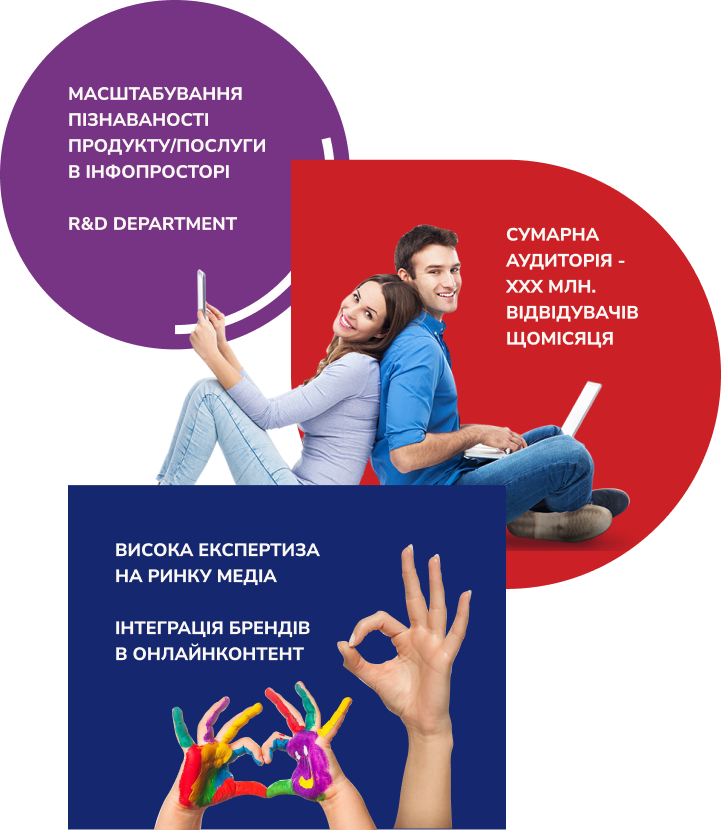 МАСШТАБУВАННЯ
ПІЗНАВАНОСТІ
ПРОДУКТУ/ПОСЛУГИ
В ІНФОПРОСТОРІ
R&D DEPARTMENT
СУМАРНА
АУДИТОРІЯ -
XXX МЛН.
ВІДВІДУВАЧІВ
ЩОМІСЯЦЯ
ВИСОКА ЕКСПЕРТИЗА
НА РИНКУ МЕДІА
ІНТЕГРАЦІЯ БРЕНДІВ
В ОНЛАЙНКОНТЕНТ